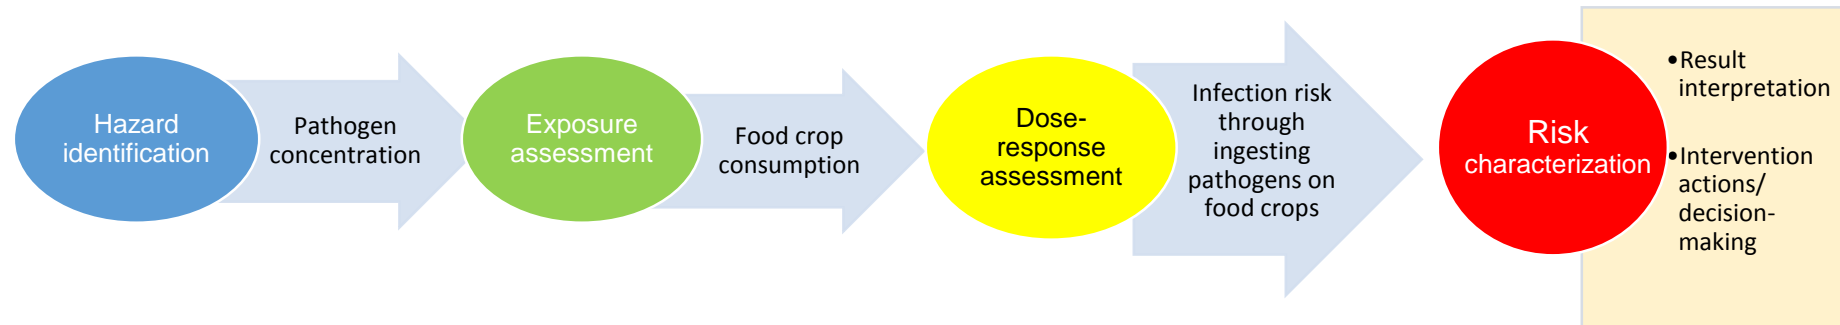 Hazard
identification
Pathogen
concentration
Exposure
assessment
Food crop
consumption
Dose-
response
assessment
Infection risk
through
ingesting
pathogens on
food crops
Risk
characterization
•Result
interpretation
•Intervention
actions/
decision-
making